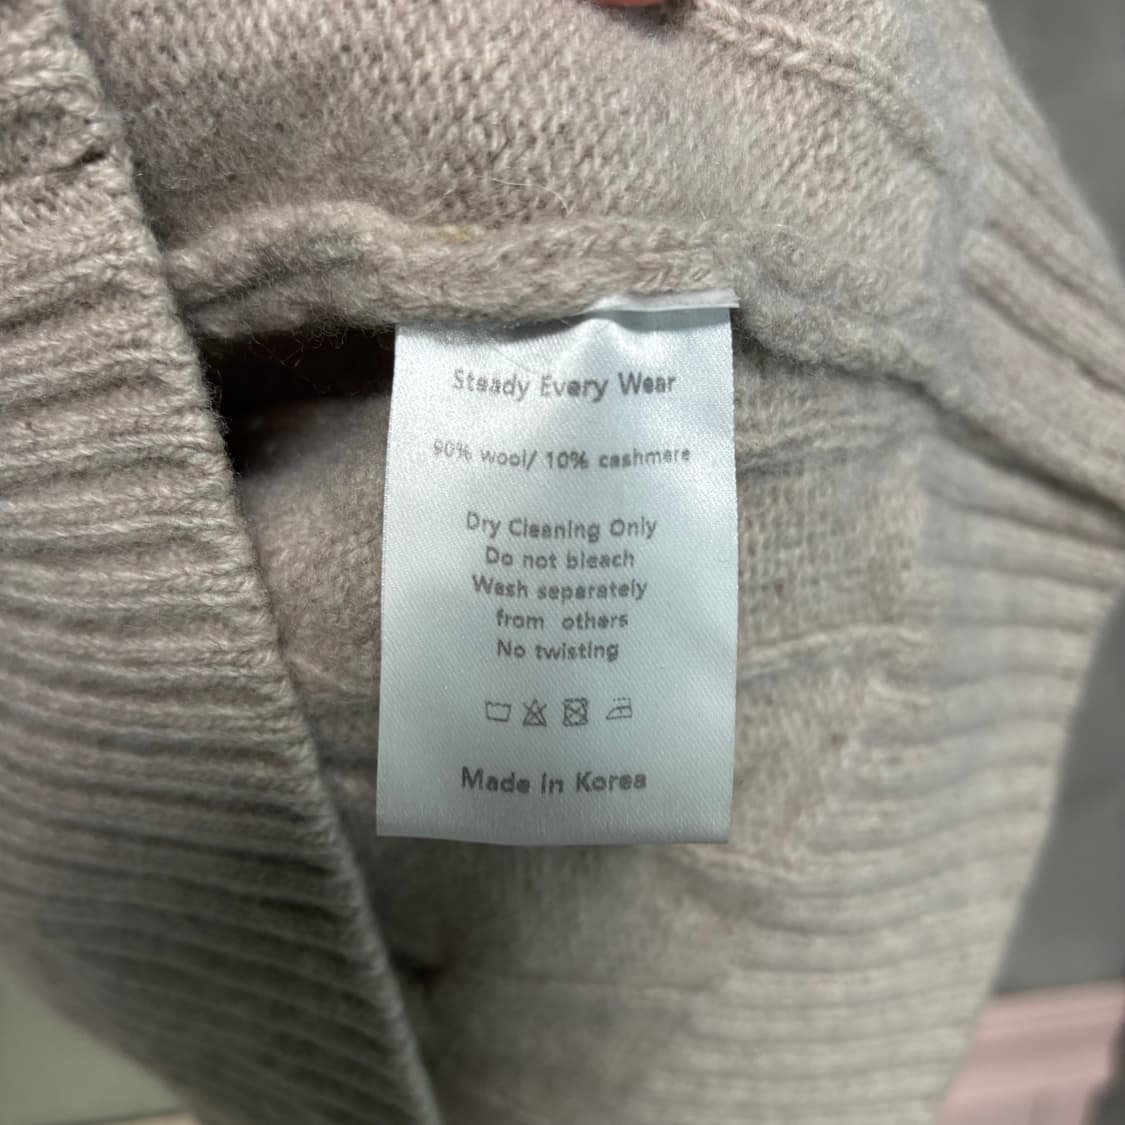 Steady Every Wear
90% wool/ 10% cashmere
Dry Cleaning Only
Do not bleach
Wash separately
from others
No twisting
Made In Korea